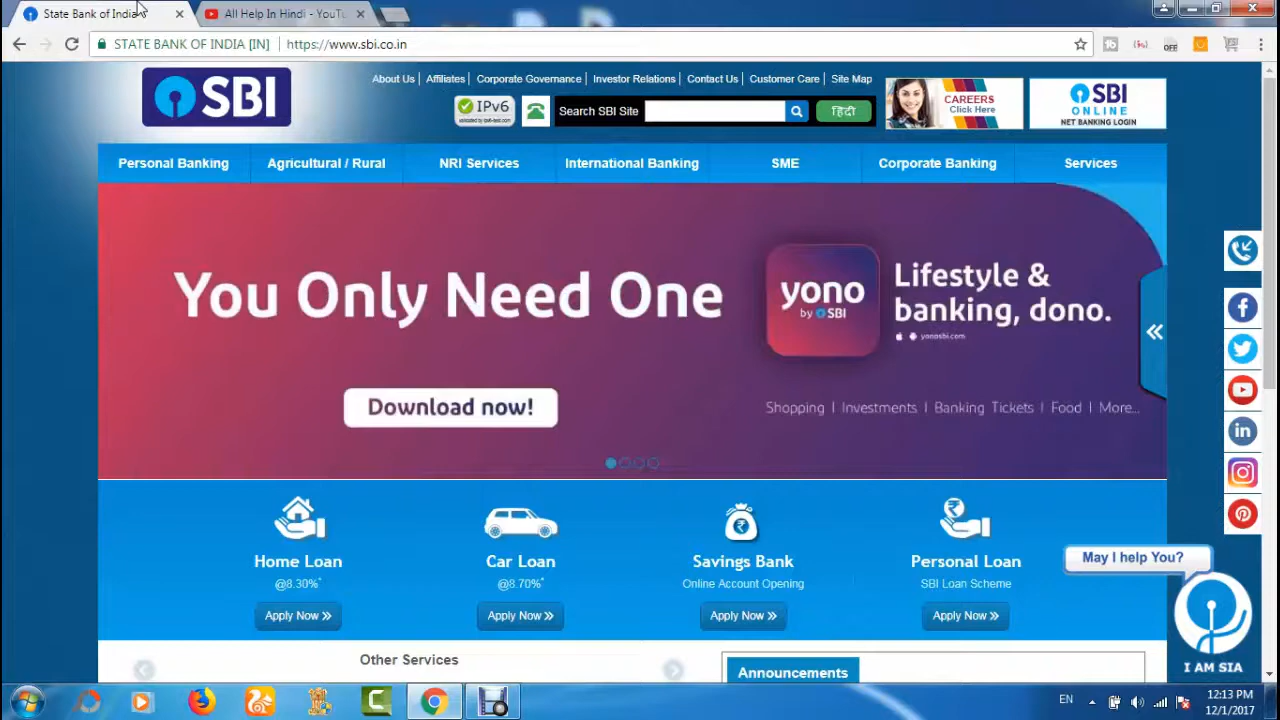 State Bank of India
All Help In Hindi - YouTu
STATE BANK OF INDIA [IN] https://www.sbi.co.in
SBI
About Us | Affiliates | Corporate Governance | Investor Relations | Contact Us | Customer Care | Site Map
IPv6
Search SBI Site
हिंदी
CAREERS
Click Here
SBI
ONLINE
NET BANKING LOGIN
Personal Banking Agricultural / Rural NRI Services International Banking SME Corporate Banking Services
You Only Need One
yono
by SBI
Lifestyle &
banking, dono.
yonosbi.com
Download now!
Shopping | Investments | Banking Tickets | Food | More...
Home Loan Car Loan Savings Bank Personal Loan
@8.30%* @8.70%* Online Account Opening SBI Loan Scheme
Apply Now Apply Now Apply Now Apply Now
May I help You?
I AM SIA
Other Services
Announcements
EN
12:13 PM
12/1/2017